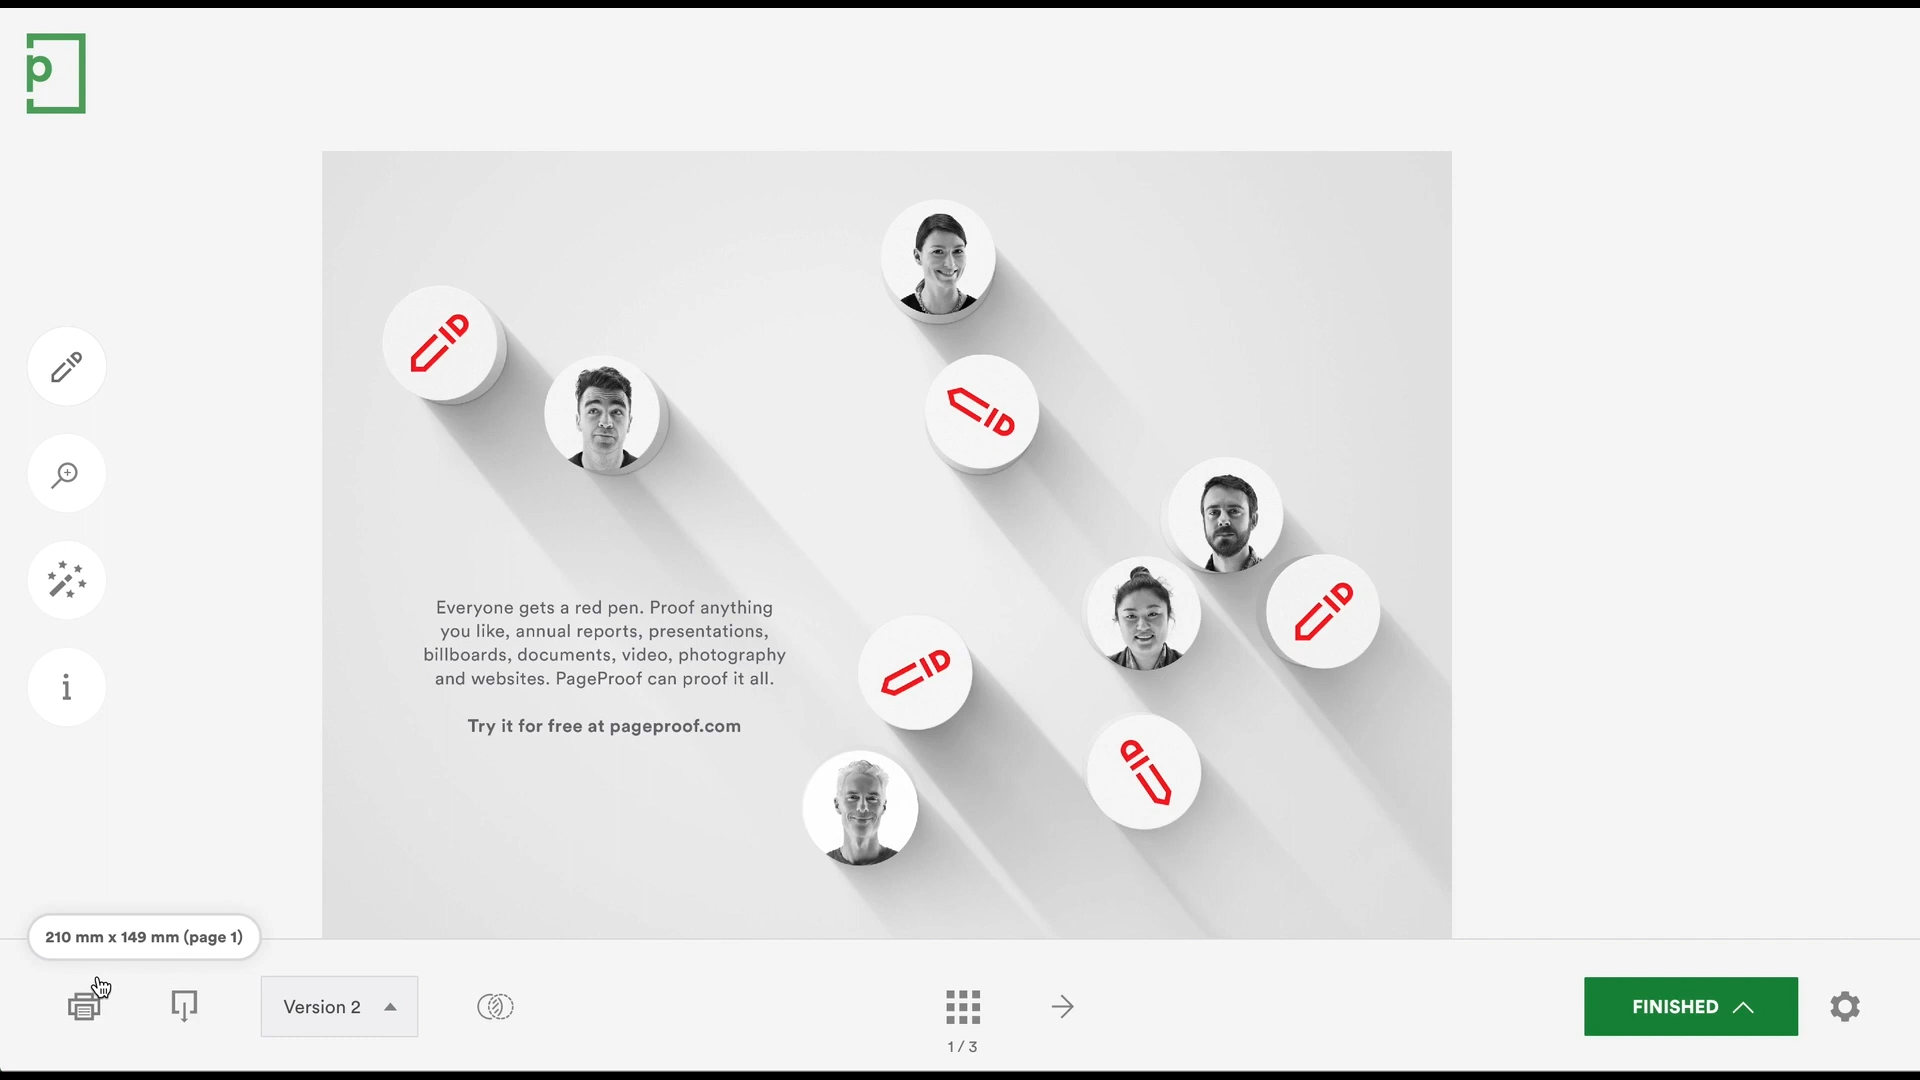 p
Everyone gets a red pen. Proof anything
you like, annual reports, presentations,
billboards, documents, video, photography
and websites. PageProof can proof it all.
Try it for free at pageproof.com
210 mm x 149 mm (page 1)
Version 2
1 / 3
FINISHED